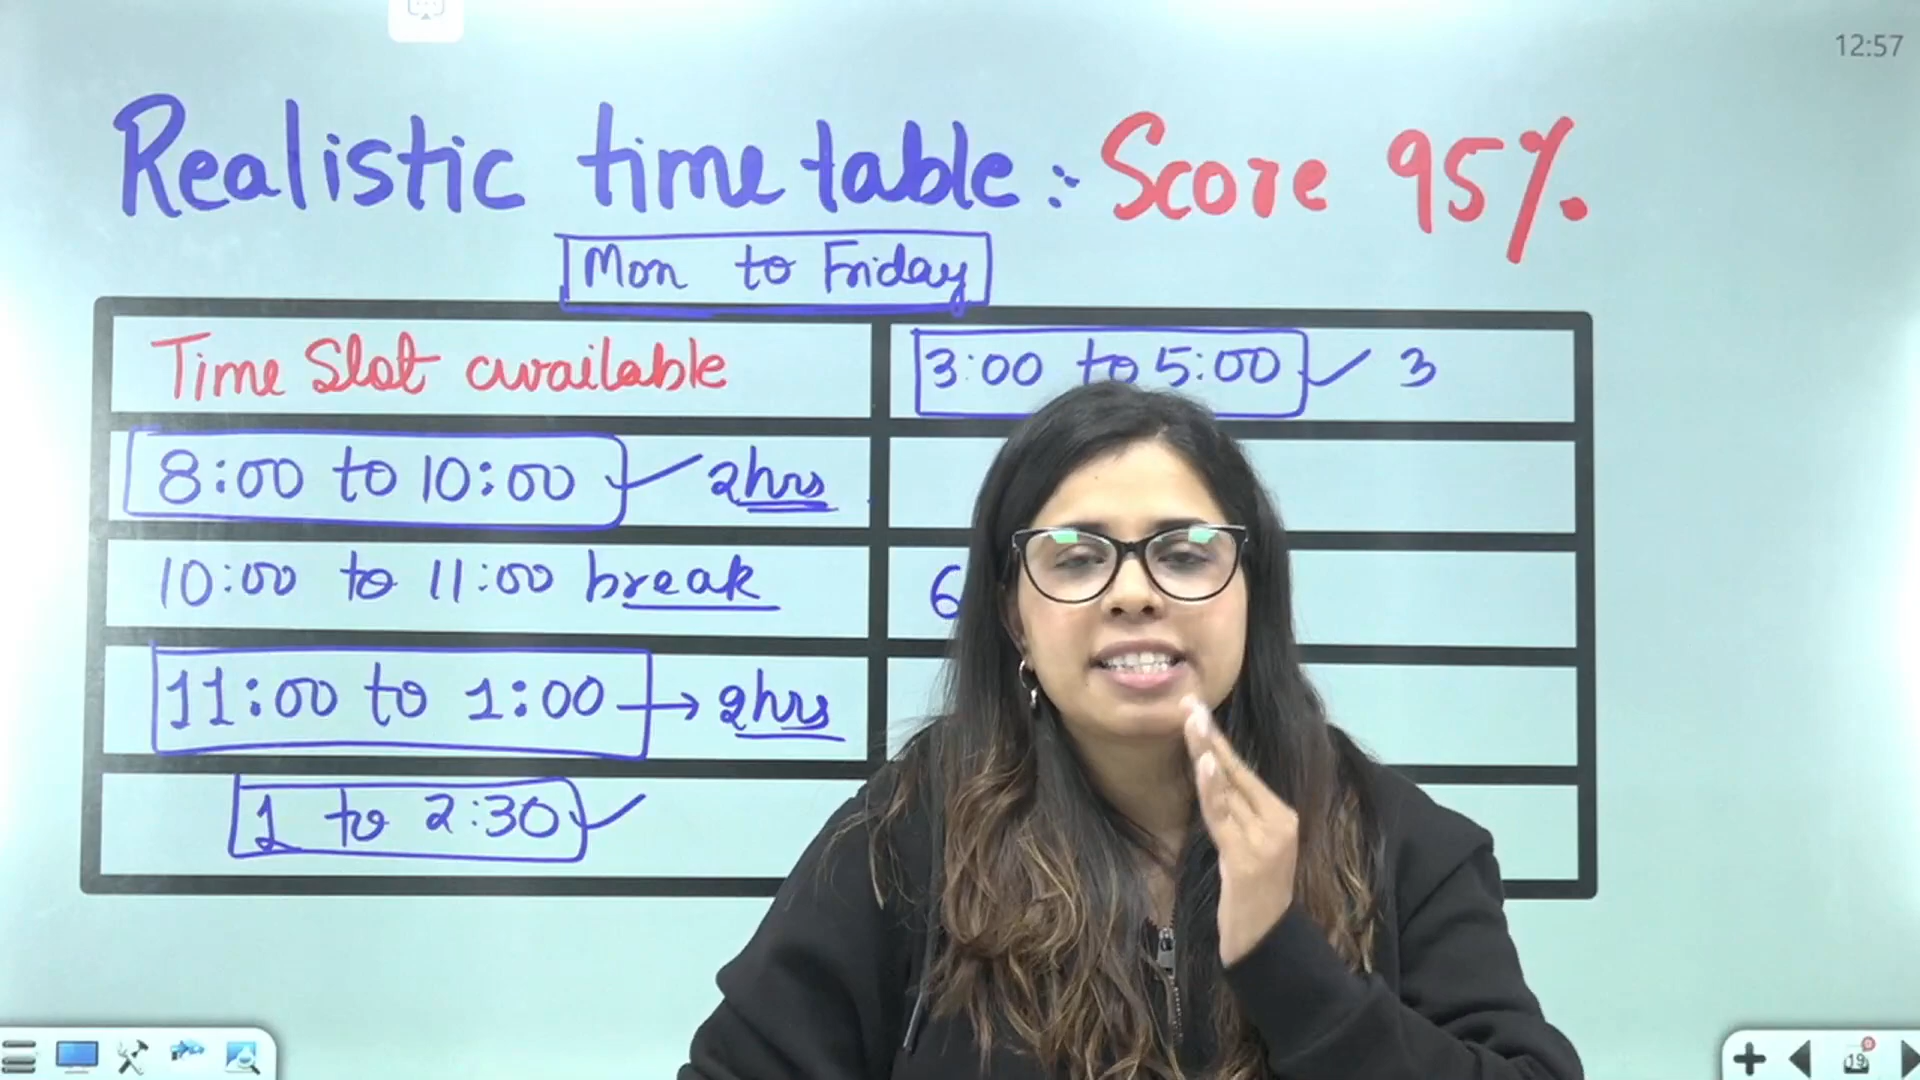 12:57
Realistic time table : Score 95%.
Mon to Friday
Time Slot available
8:00 to 10:00 2hrs
10:00 to 11:00 break
11:00 to 1:00 → 2hrs
1 to 2:30
3:00 to 5:00 3
6
19